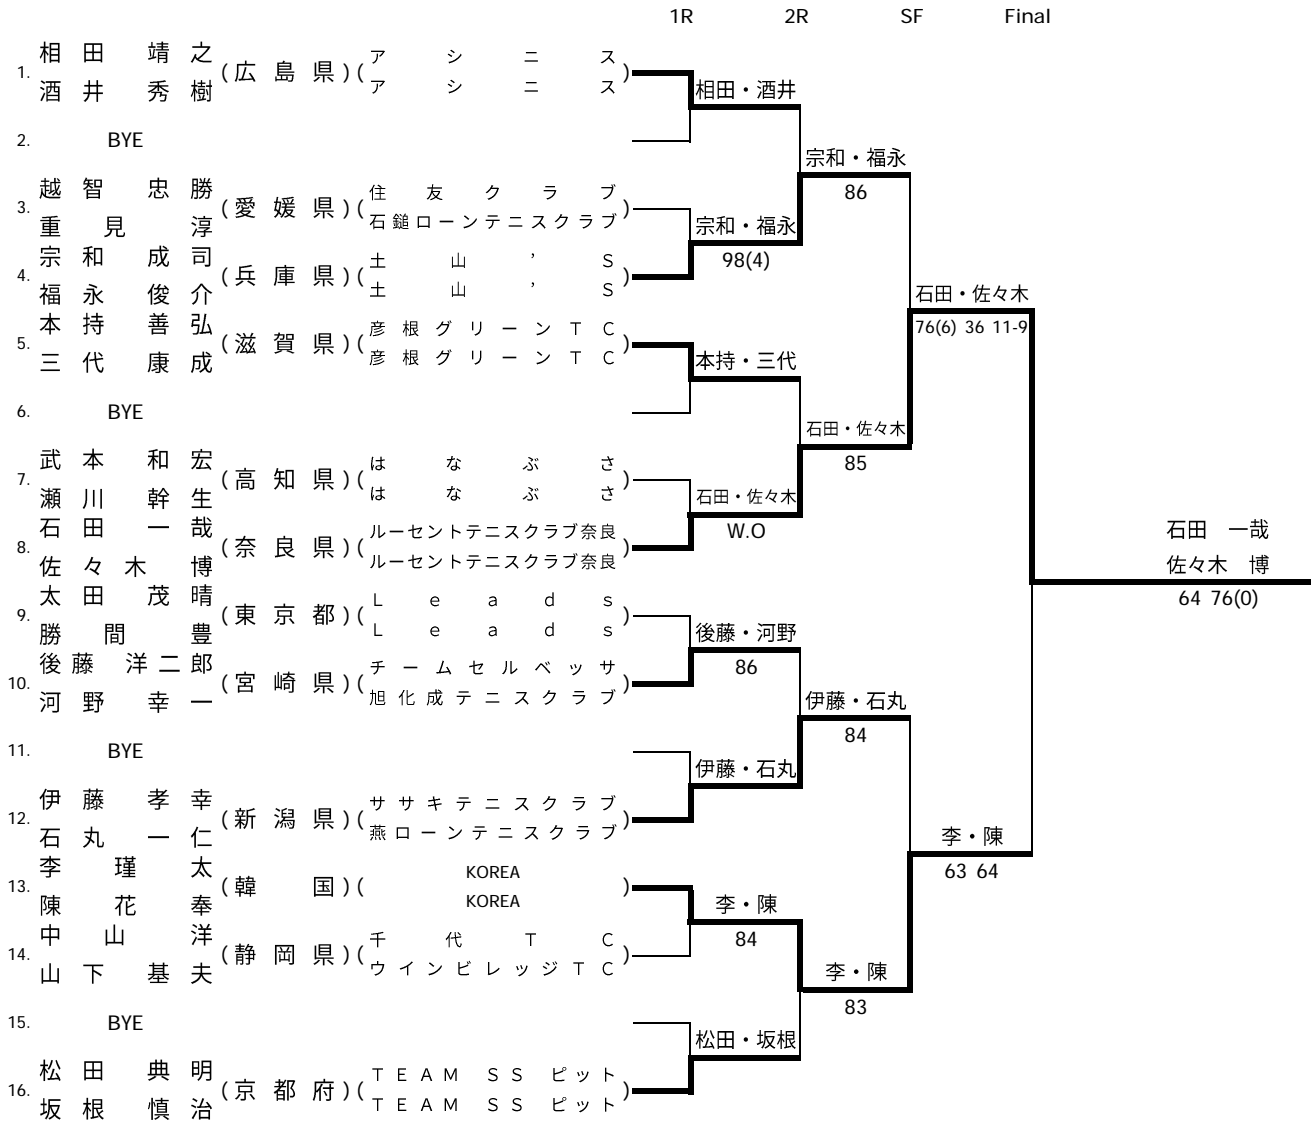 1R 2R SF Final
1. 相田 靖之 (広島県)(アシニス)
酒井 秀樹 アシニス
相田・酒井
2. BYE
宗和・福永
86
3. 越智 忠勝 (愛媛県)(住友クラブ)
重見 淳 石鎚ローンテニスクラブ
宗和・福永
98(4)
4. 宗和 成司 (兵庫県)(土山’S)
福永 俊介 土山’S
石田・佐々木
76(6) 36 11-9
5. 本持 善弘 (滋賀県)(彦根グリーンTC)
三代 康成 彦根グリーンTC
本持・三代
6. BYE
石田・佐々木
85
7. 武本 和宏 (高知県)(はなぶさ)
瀬川 幹生 はなぶさ
石田・佐々木
W.O
8. 石田 一哉 (奈良県)(ルーセントテニスクラブ奈良)
佐々木 博 ルーセントテニスクラブ奈良
石田 一哉
佐々木 博
64 76(0)
9. 太田 茂晴 (東京都)(Leads)
勝間 豊 Leads
後藤・河野
86
10. 後藤 洋二郎 (宮崎県)(チームセルベッサ)
河野 幸一 旭化成テニスクラブ
伊藤・石丸
84
11. BYE
伊藤・石丸
12. 伊藤 孝幸 (新潟県)(ササキテニスクラブ)
石丸 一仁 燕ローンテニスクラブ
李・陳
63 64
13. 李 瑾太 (韓国)(KOREA)
陳 花奉 KOREA
李・陳
84
14. 中山 洋 (静岡県)(千代TC)
山下 基夫 ウインビレッジTC
李・陳
83
15. BYE
松田・坂根
16. 松田 典明 (京都府)(TEAM SS ピット)
坂根 慎治 TEAM SS ピット